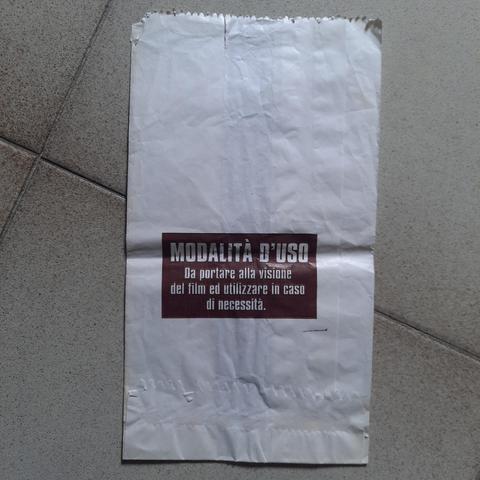 MODALITÀ D'USO
Da portare alla visione
del film ed utilizzare in caso
di necessità.